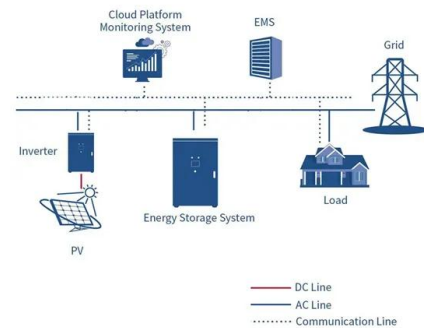 Cloud Platform
Monitoring System
EMS
Grid
Inverter
Energy Storage System
Load
PV
DC Line
AC Line
Communication Line